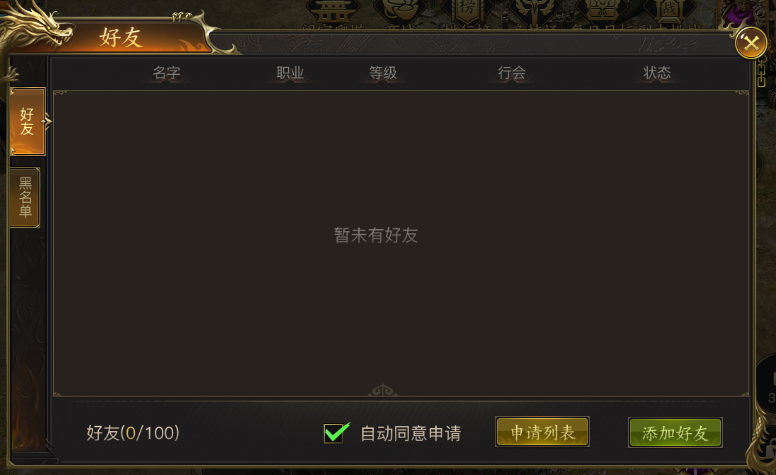 好友
名字 职业 等级 行会 状态
好友
黑名单
暂未有好友
好友(0/100)
自动同意申请
申请列表
添加好友